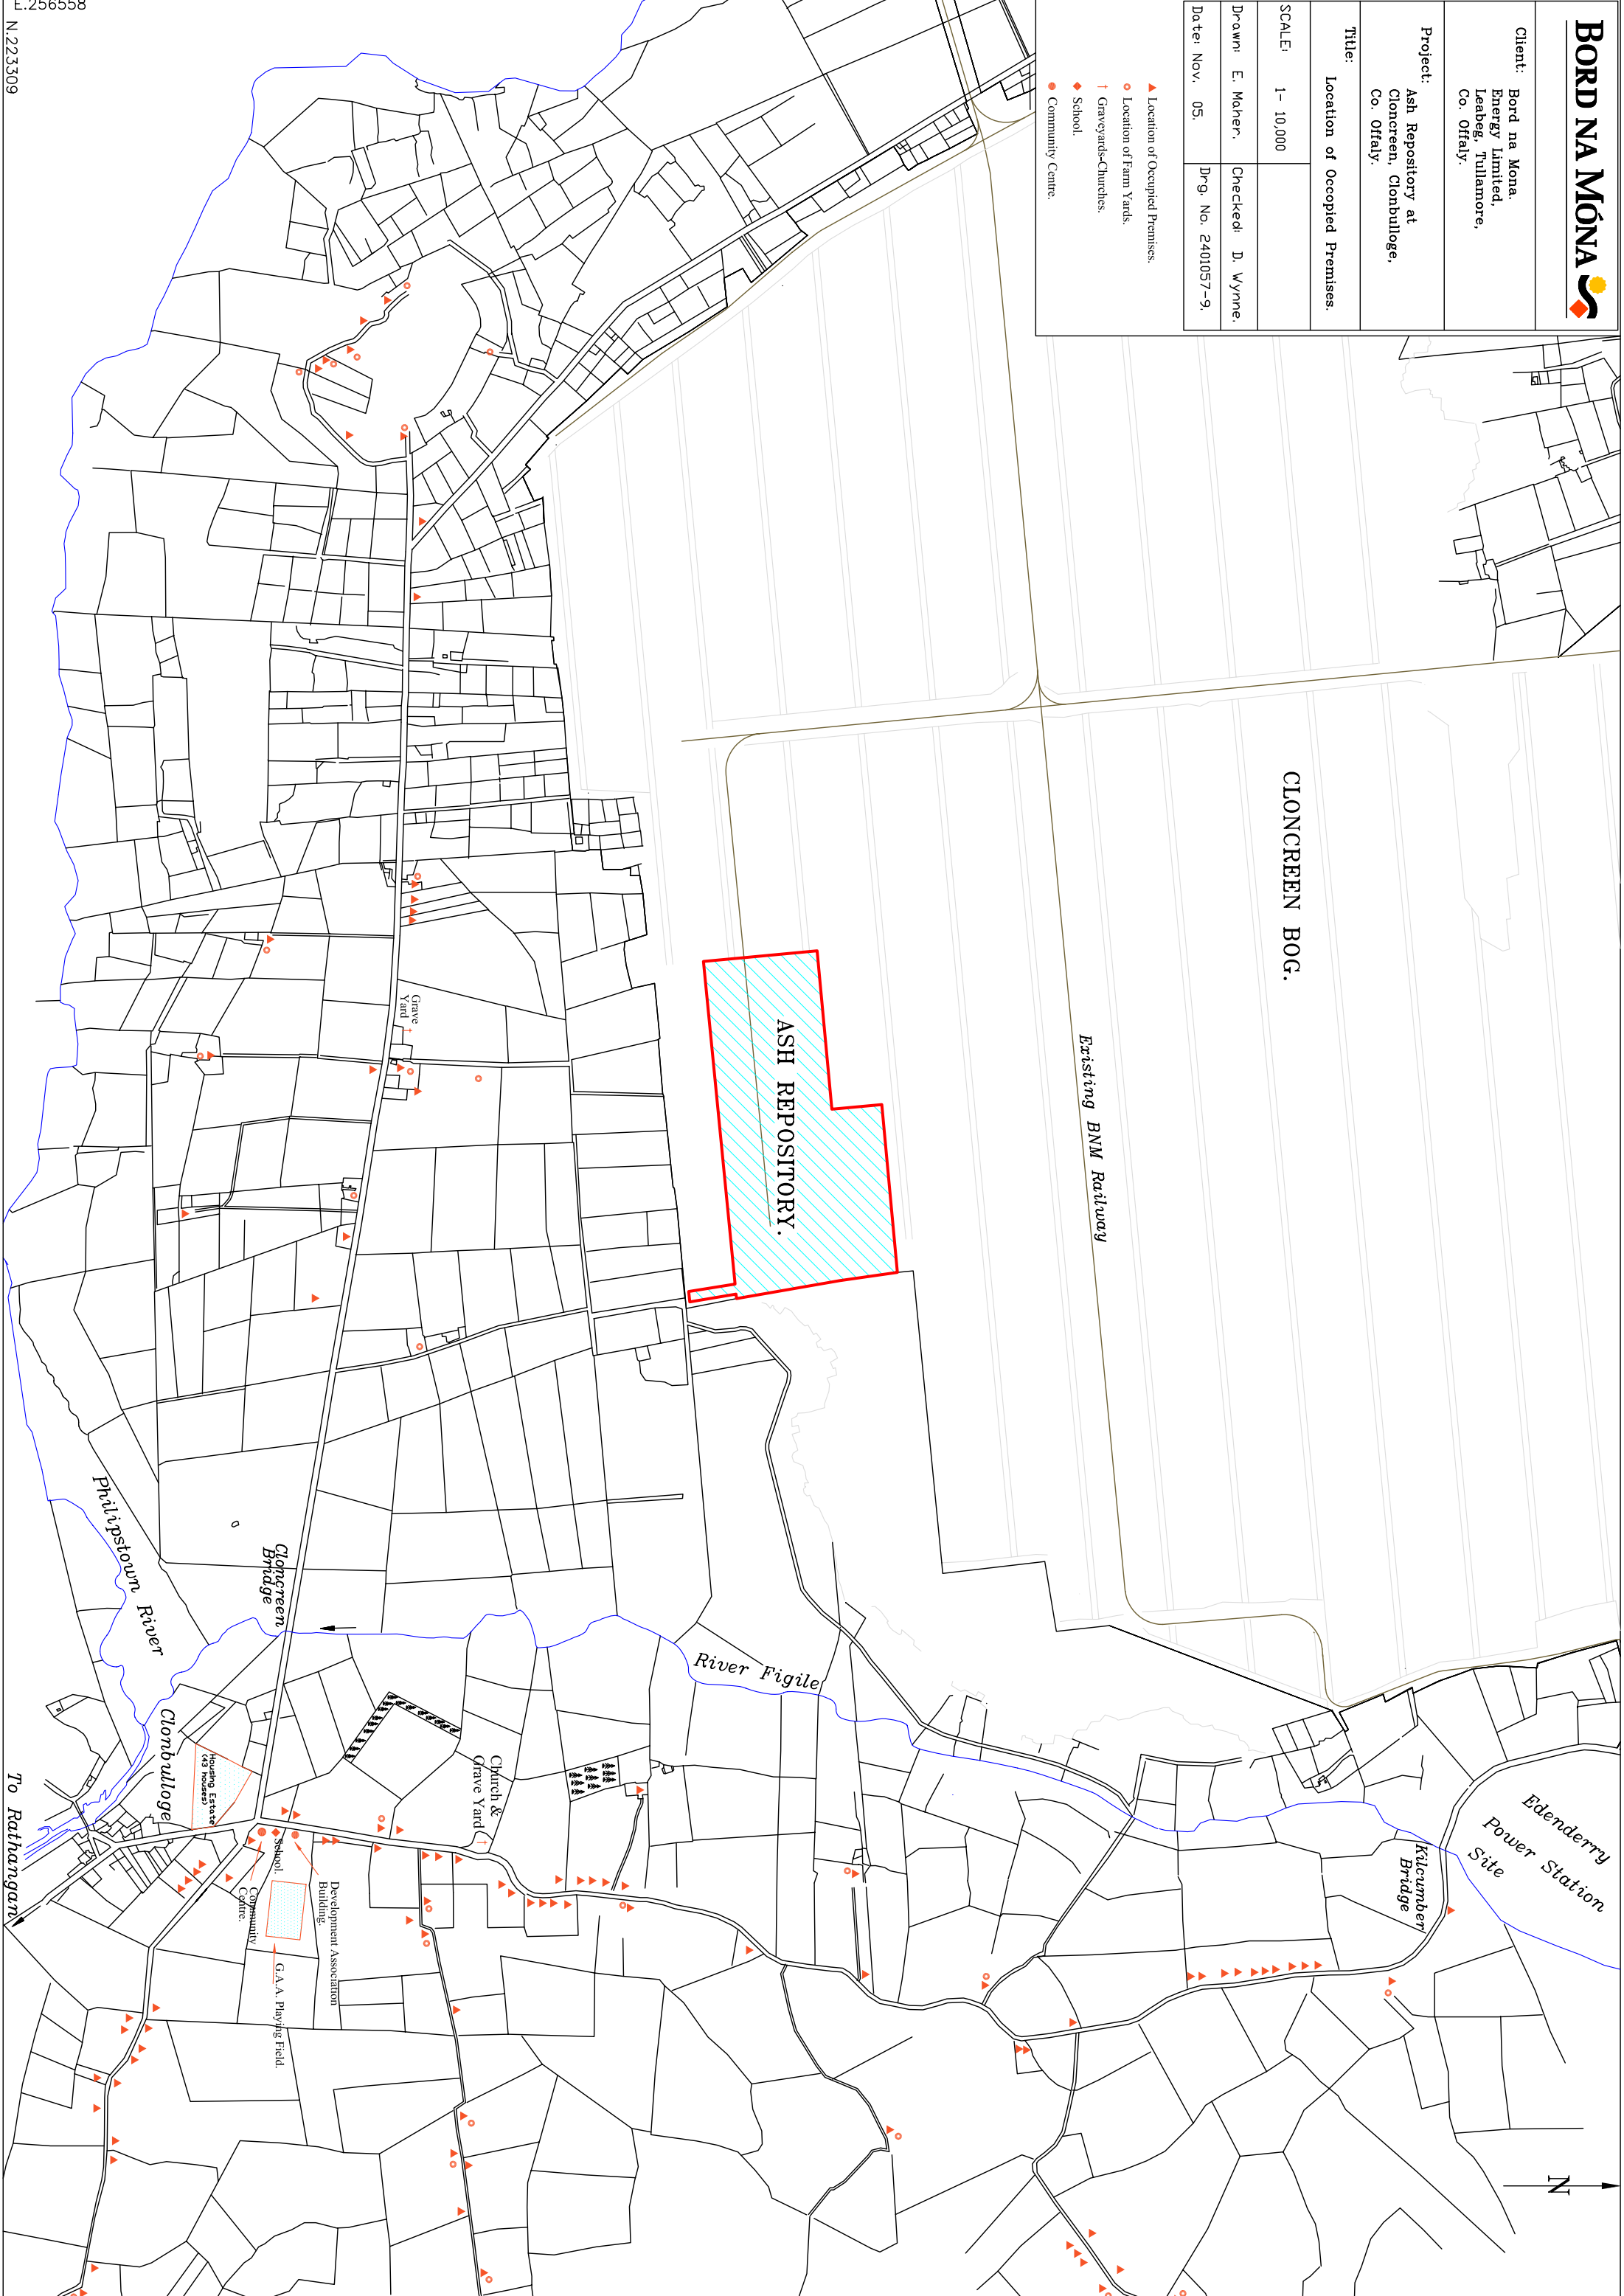 BORD NA MÓNA
Client: Bord na Mona.
Energy Limited,
Leabeg, Tullamore,
Co. Offaly.
Project: Ash Repository at
Cloncreen, Clonbulloge,
Co. Offaly.
Title:
Location of Occopied Premises.
SCALE: 1- 10,000
Drawn: E. Maher. Checked: D. Wynne.
Date: Nov. 05. Drg. No. 2401057-9.
Location of Occupied Premises.
Location of Farm Yards.
Graveyards-Churches.
School.
Community Centre.
CLONCREEN BOG.
Existing BNM Railway
ASH REPOSITORY.
Grave
Yard
Edenderry
Power Station
Site
Kilcumber
Bridge
River Figile
Church &
Grave Yard
Cloncreen
Bridge
Philipstown River
Clonbulloge
Housing Estate
(43 houses)
School.
Community
Centre.
Development Association
Building.
G.A.A. Playing Field.
To Rathangan
N
E.256558
N.223309